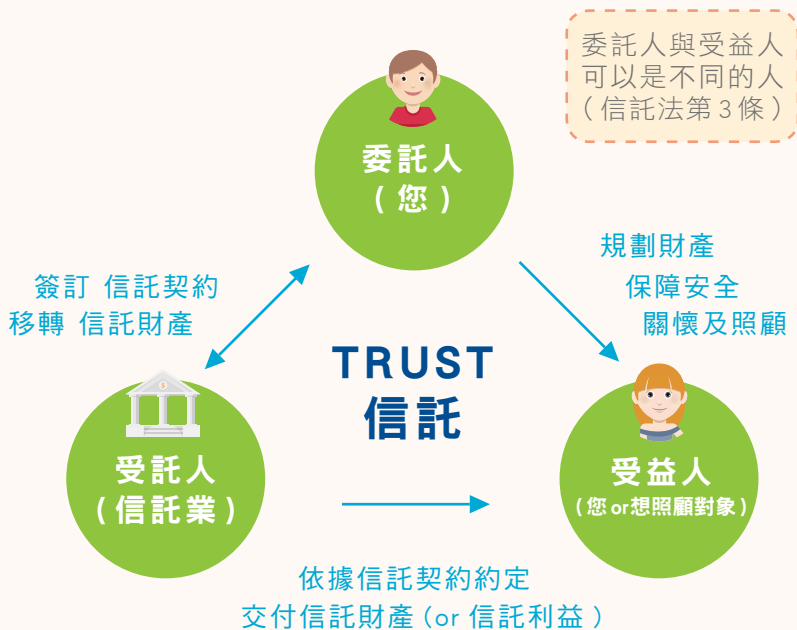 委託人與受益人
可以是不同的人
（信託法第3條）
委託人
（您）
規劃財產
保障安全
關懷及照顧
簽訂 信託契約
移轉 信託財產
TRUST
信託
$
受託人
（信託業）
受益人
（您or想照顧對象）
依據信託契約約定
交付信託財產（or 信託利益）